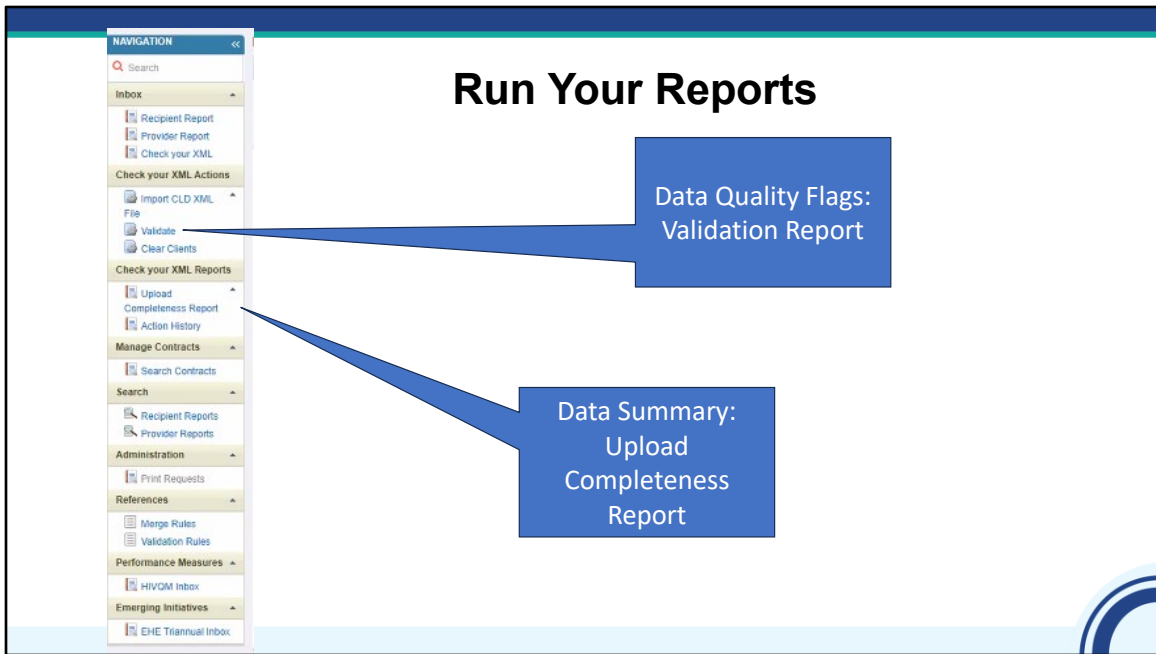 NAVIGATION «
Search
Inbox
Recipient Report
Provider Report
Check your XML
Check your XML Actions
Import CLD XML
File
Validate
Clear Clients
Check your XML Reports
Upload
Completeness Report
Action History
Manage Contracts
Search Contracts
Search
Recipient Reports
Provider Reports
Administration
Print Requests
References
Merge Rules
Validation Rules
Performance Measures
HIVQM Inbox
Emerging Initiatives
EHE Triannual Inbox
Run Your Reports
Data Quality Flags:
Validation Report
Data Summary:
Upload
Completeness
Report